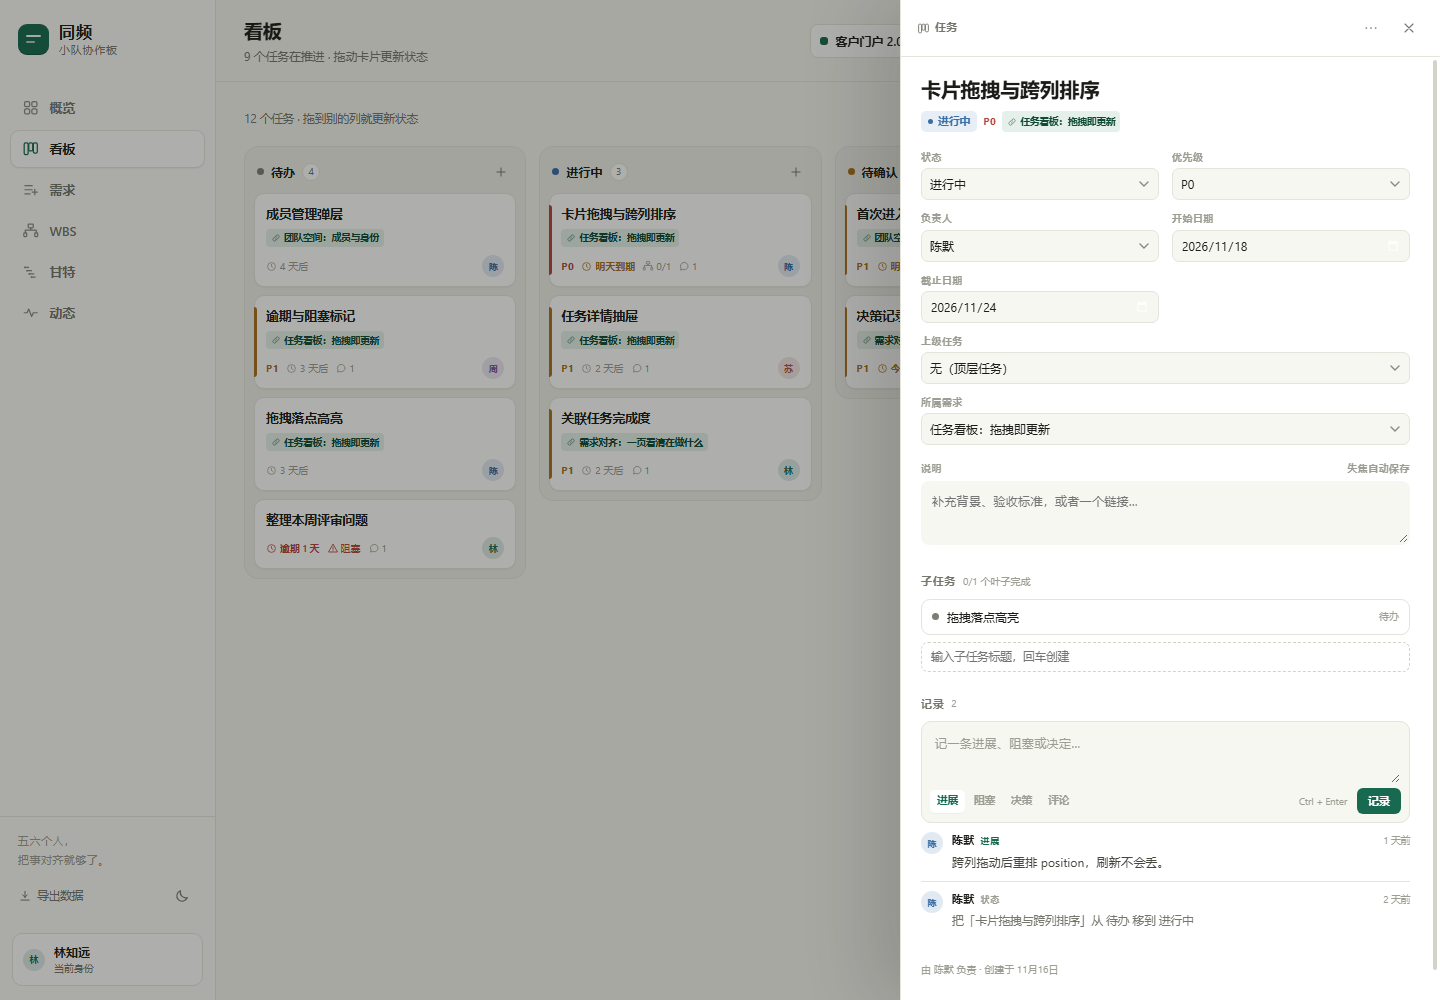 同频
小队协作板
概览
看板
需求
WBS
甘特
动态
五六个人，
把事对齐就够了。
导出数据
林
林知远
当前身份
看板
9 个任务在推进 · 拖动卡片更新状态
客户门户 2.0
12 个任务 · 拖到别的列就更新状态
待办 4
成员管理弹层
团队空间：成员与身份
4 天后
陈
逾期与阻塞标记
任务看板：拖拽即更新
P1 3 天后 1
周
拖拽落点高亮
任务看板：拖拽即更新
3 天后
陈
整理本周评审问题
逾期 1 天 阻塞 1
林
进行中 3
卡片拖拽与跨列排序
任务看板：拖拽即更新
P0 明天到期 0/1 1
陈
任务详情抽屉
任务看板：拖拽即更新
P1 2 天后 1
苏
关联任务完成度
需求对齐：一页看清在做什么
P1 2 天后 1
林
待确认
首次进入
团队空
P1 明
决策记录
需求对
P1 今
任务
卡片拖拽与跨列排序
进行中 P0 任务看板：拖拽即更新
状态
进行中
优先级
P0
负责人
陈默
开始日期
2026/11/18
截止日期
2026/11/24
上级任务
无（顶层任务）
所属需求
任务看板：拖拽即更新
说明 失焦自动保存
补充背景、验收标准，或者一个链接...
子任务 0/1 个叶子完成
拖拽落点高亮 待办
输入子任务标题，回车创建
记录 2
记一条进展、阻塞或决定...
进展 阻塞 决策 评论 Ctrl + Enter 记录
陈
陈默 进展 1 天前
跨列拖动后重排 position，刷新不会丢。
陈
陈默 状态 2 天前
把「卡片拖拽与跨列排序」从 待办 移到 进行中
由 陈默 负责 · 创建于 11月16日